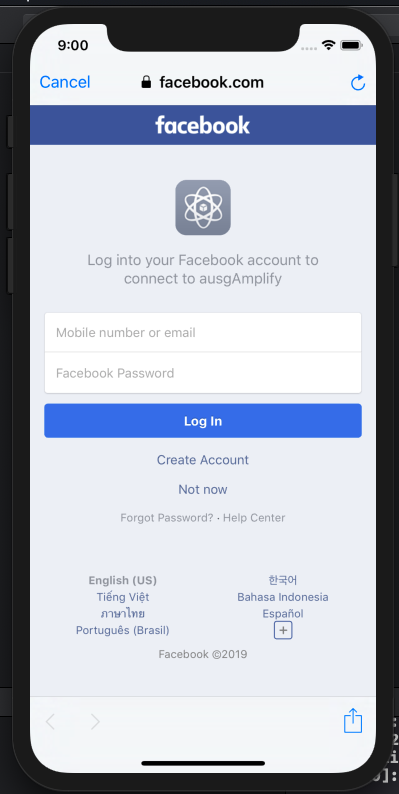 9:00
Cancel
facebook.com
facebook
Log into your Facebook account to
connect to ausgAmplify
Mobile number or email
Facebook Password
Log In
Create Account
Not now
Forgot Password? · Help Center
English (US)
한국어
Tiếng Việt
Bahasa Indonesia
ภาษาไทย
Español
Português (Brasil)
+
Facebook ©2019
]: